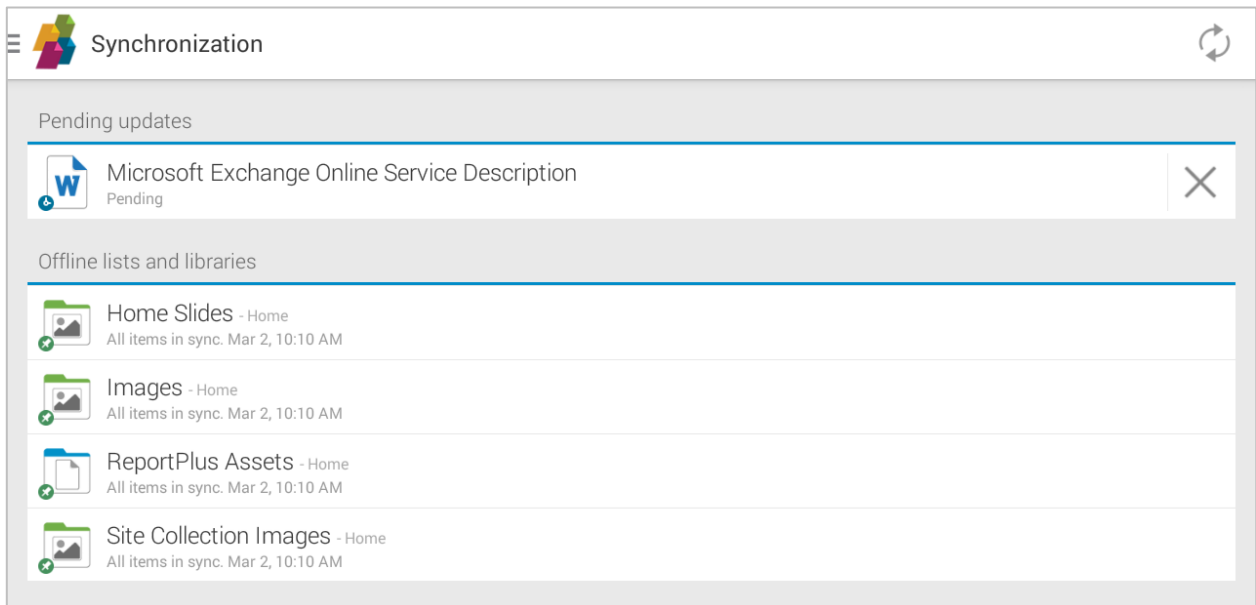 Synchronization
Pending updates
Microsoft Exchange Online Service Description
Pending
Offline lists and libraries
Home Slides - Home
All items in sync. Mar 2, 10:10 AM
Images - Home
All items in sync. Mar 2, 10:10 AM
ReportPlus Assets - Home
All items in sync. Mar 2, 10:10 AM
Site Collection Images - Home
All items in sync. Mar 2, 10:10 AM